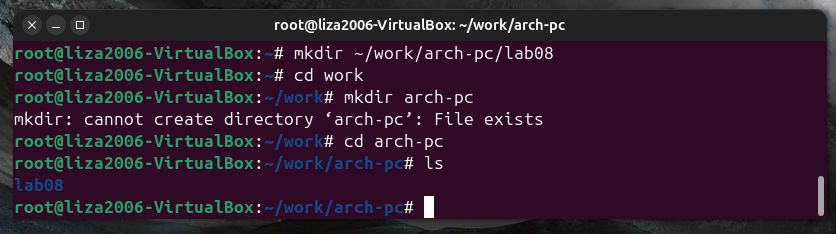 root@liza2006-VirtualBox: ~/work/arch-pc
root@liza2006-VirtualBox:~# mkdir ~/work/arch-pc/lab08
root@liza2006-VirtualBox:~# cd work
root@liza2006-VirtualBox:~/work# mkdir arch-pc
mkdir: cannot create directory ‘arch-pc’: File exists
root@liza2006-VirtualBox:~/work# cd arch-pc
root@liza2006-VirtualBox:~/work/arch-pc# ls
lab08
root@liza2006-VirtualBox:~/work/arch-pc#